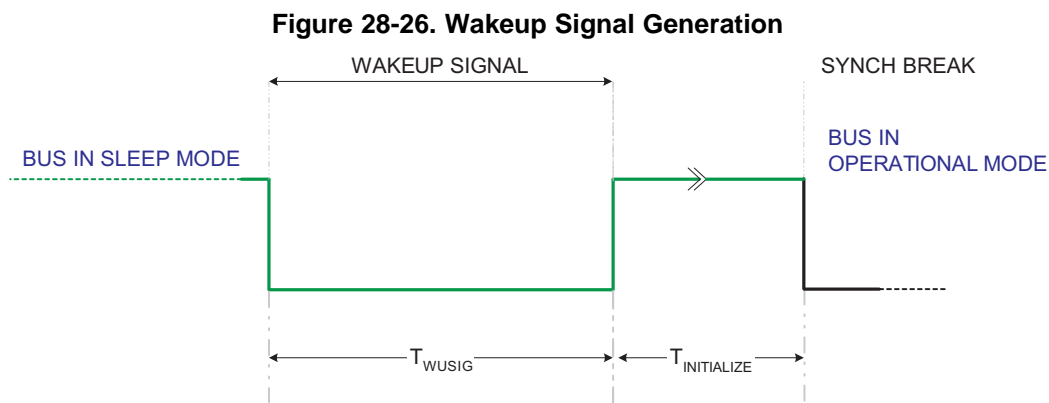 Figure 28-26. Wakeup Signal Generation
WAKEUP SIGNAL
SYNCH BREAK
BUS IN SLEEP MODE
BUS IN
OPERATIONAL MODE
TWUSIG
TINITIALIZE